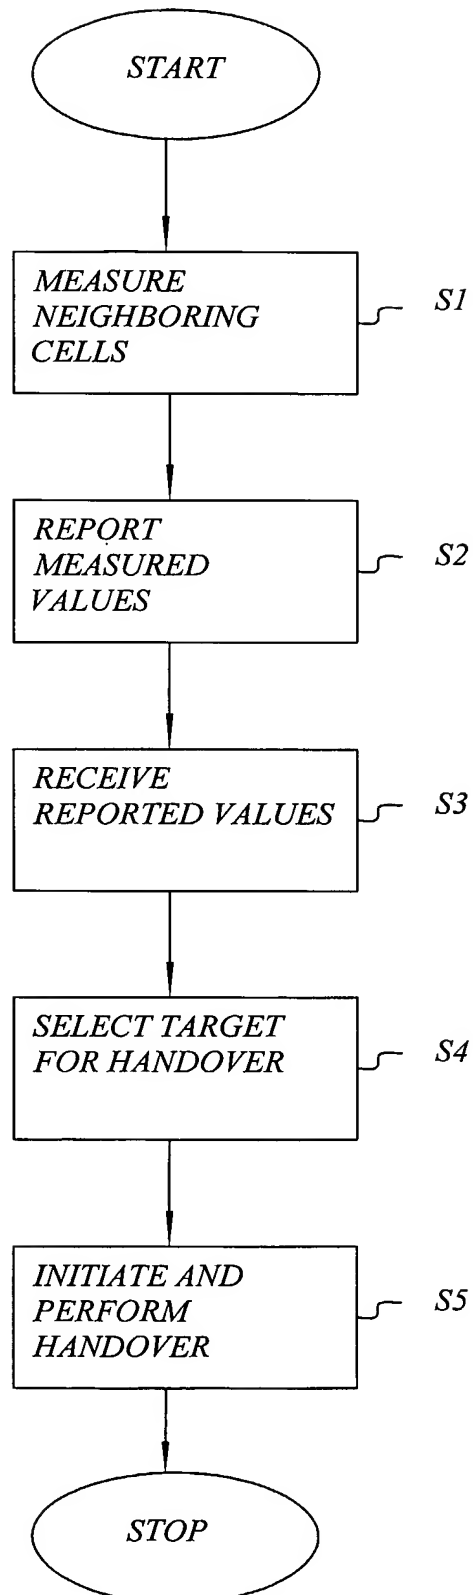 START
MEASURE
NEIGHBORING
CELLS
S1
REPORT
MEASURED
VALUES
S2
RECEIVE
REPORTED VALUES
S3
SELECT TARGET
FOR HANDOVER
S4
INITIATE AND
PERFORM
HANDOVER
S5
STOP